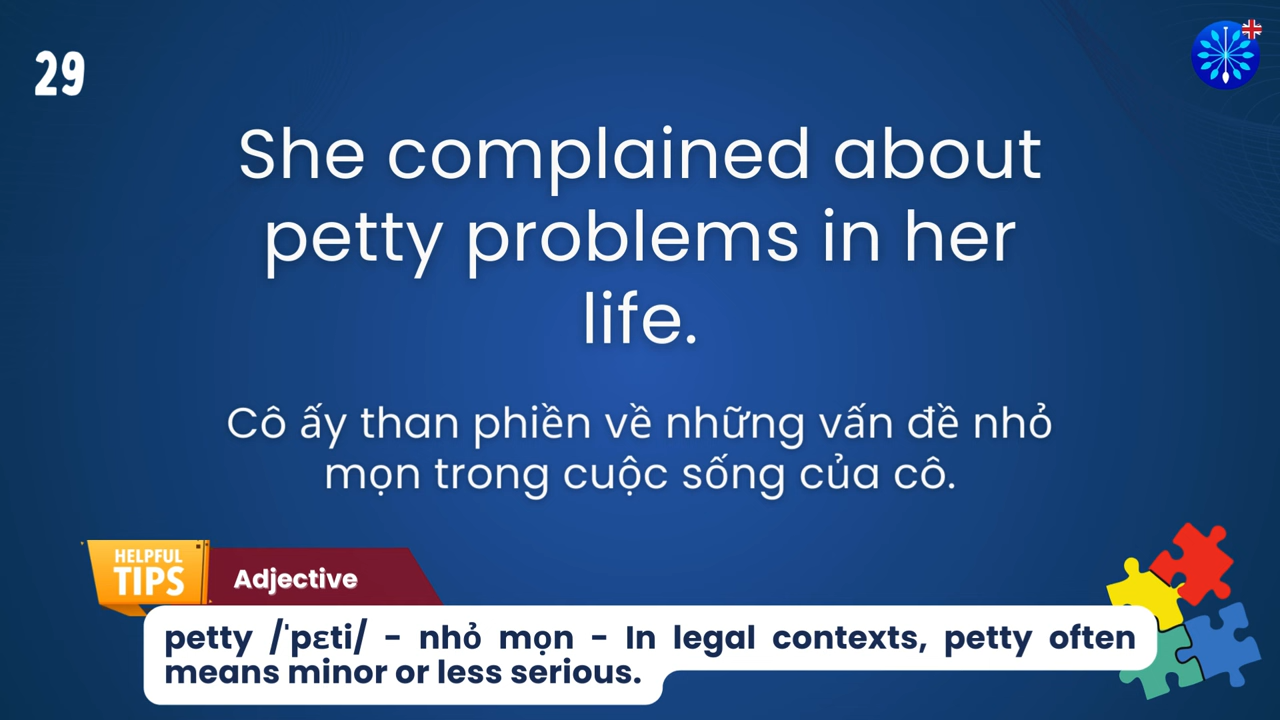 29
She complained about
petty problems in her
life.
Cô ấy than phiền về những vấn đề nhỏ
mọn trong cuộc sống của cô.
HELPFUL
TIPS
Adjective
petty /ˈpɛti/ - nhỏ mọn - In legal contexts, petty often
means minor or less serious.